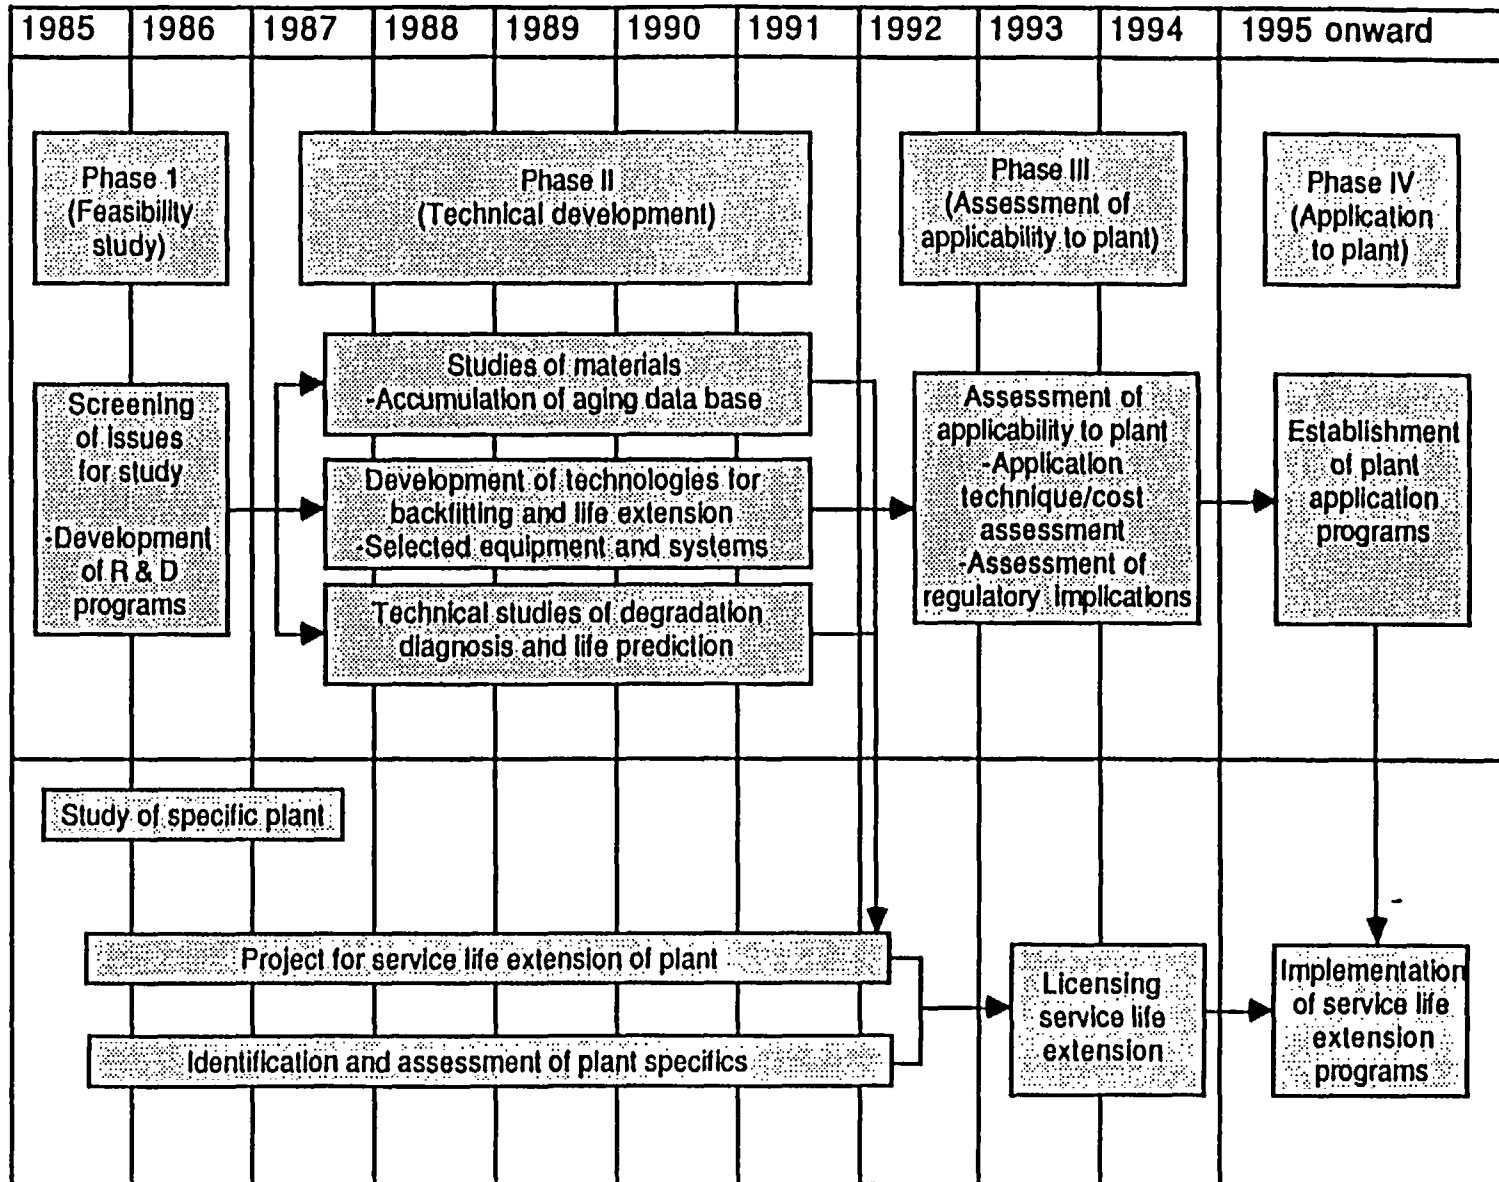 1985 1986 1987 1988 1989 1990 1991 1992 1993 1994 1995 onward
Phase 1
(Feasibility
study)
Phase II
(Technical development)
Phase III
(Assessment of
applicability to plant)
Phase IV
(Application
to plant)
Screening
of issues
for study
-Development
of R & D
programs
Studies of materials
-Accumulation of aging data base
Development of technologies for
backfitting and life extension
-Selected equipment and systems
Technical studies of degradation
diagnosis and life prediction
Assessment of
applicability to plant
-Application
technique/cost
assessment
-Assessment of
regulatory implications
Establishment
of plant
application
programs
Study of specific plant
Project for service life extension of plant
Identification and assessment of plant specifics
Licensing
service life
extension
Implementation
of service life
extension
programs